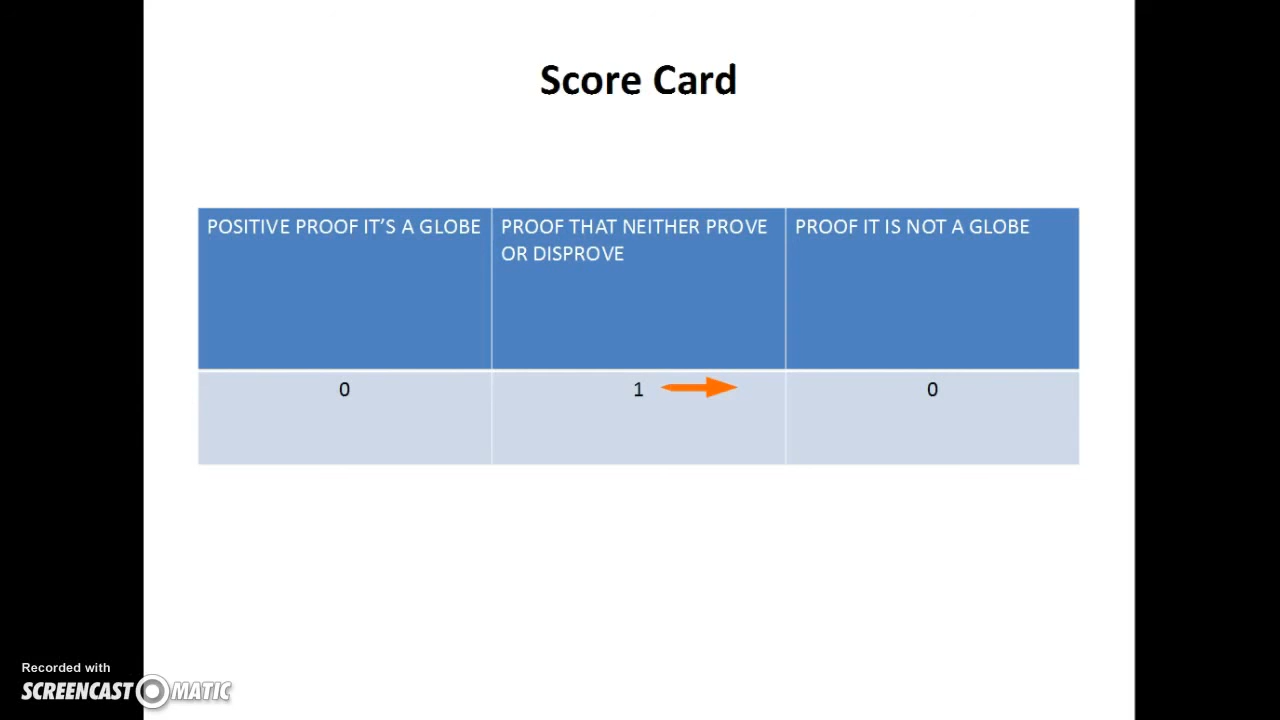 Score Card
POSITIVE PROOF IT’S A GLOBE
PROOF THAT NEITHER PROVE
OR DISPROVE
PROOF IT IS NOT A GLOBE
0
1
0
Recorded with
SCREENCAST MATIC